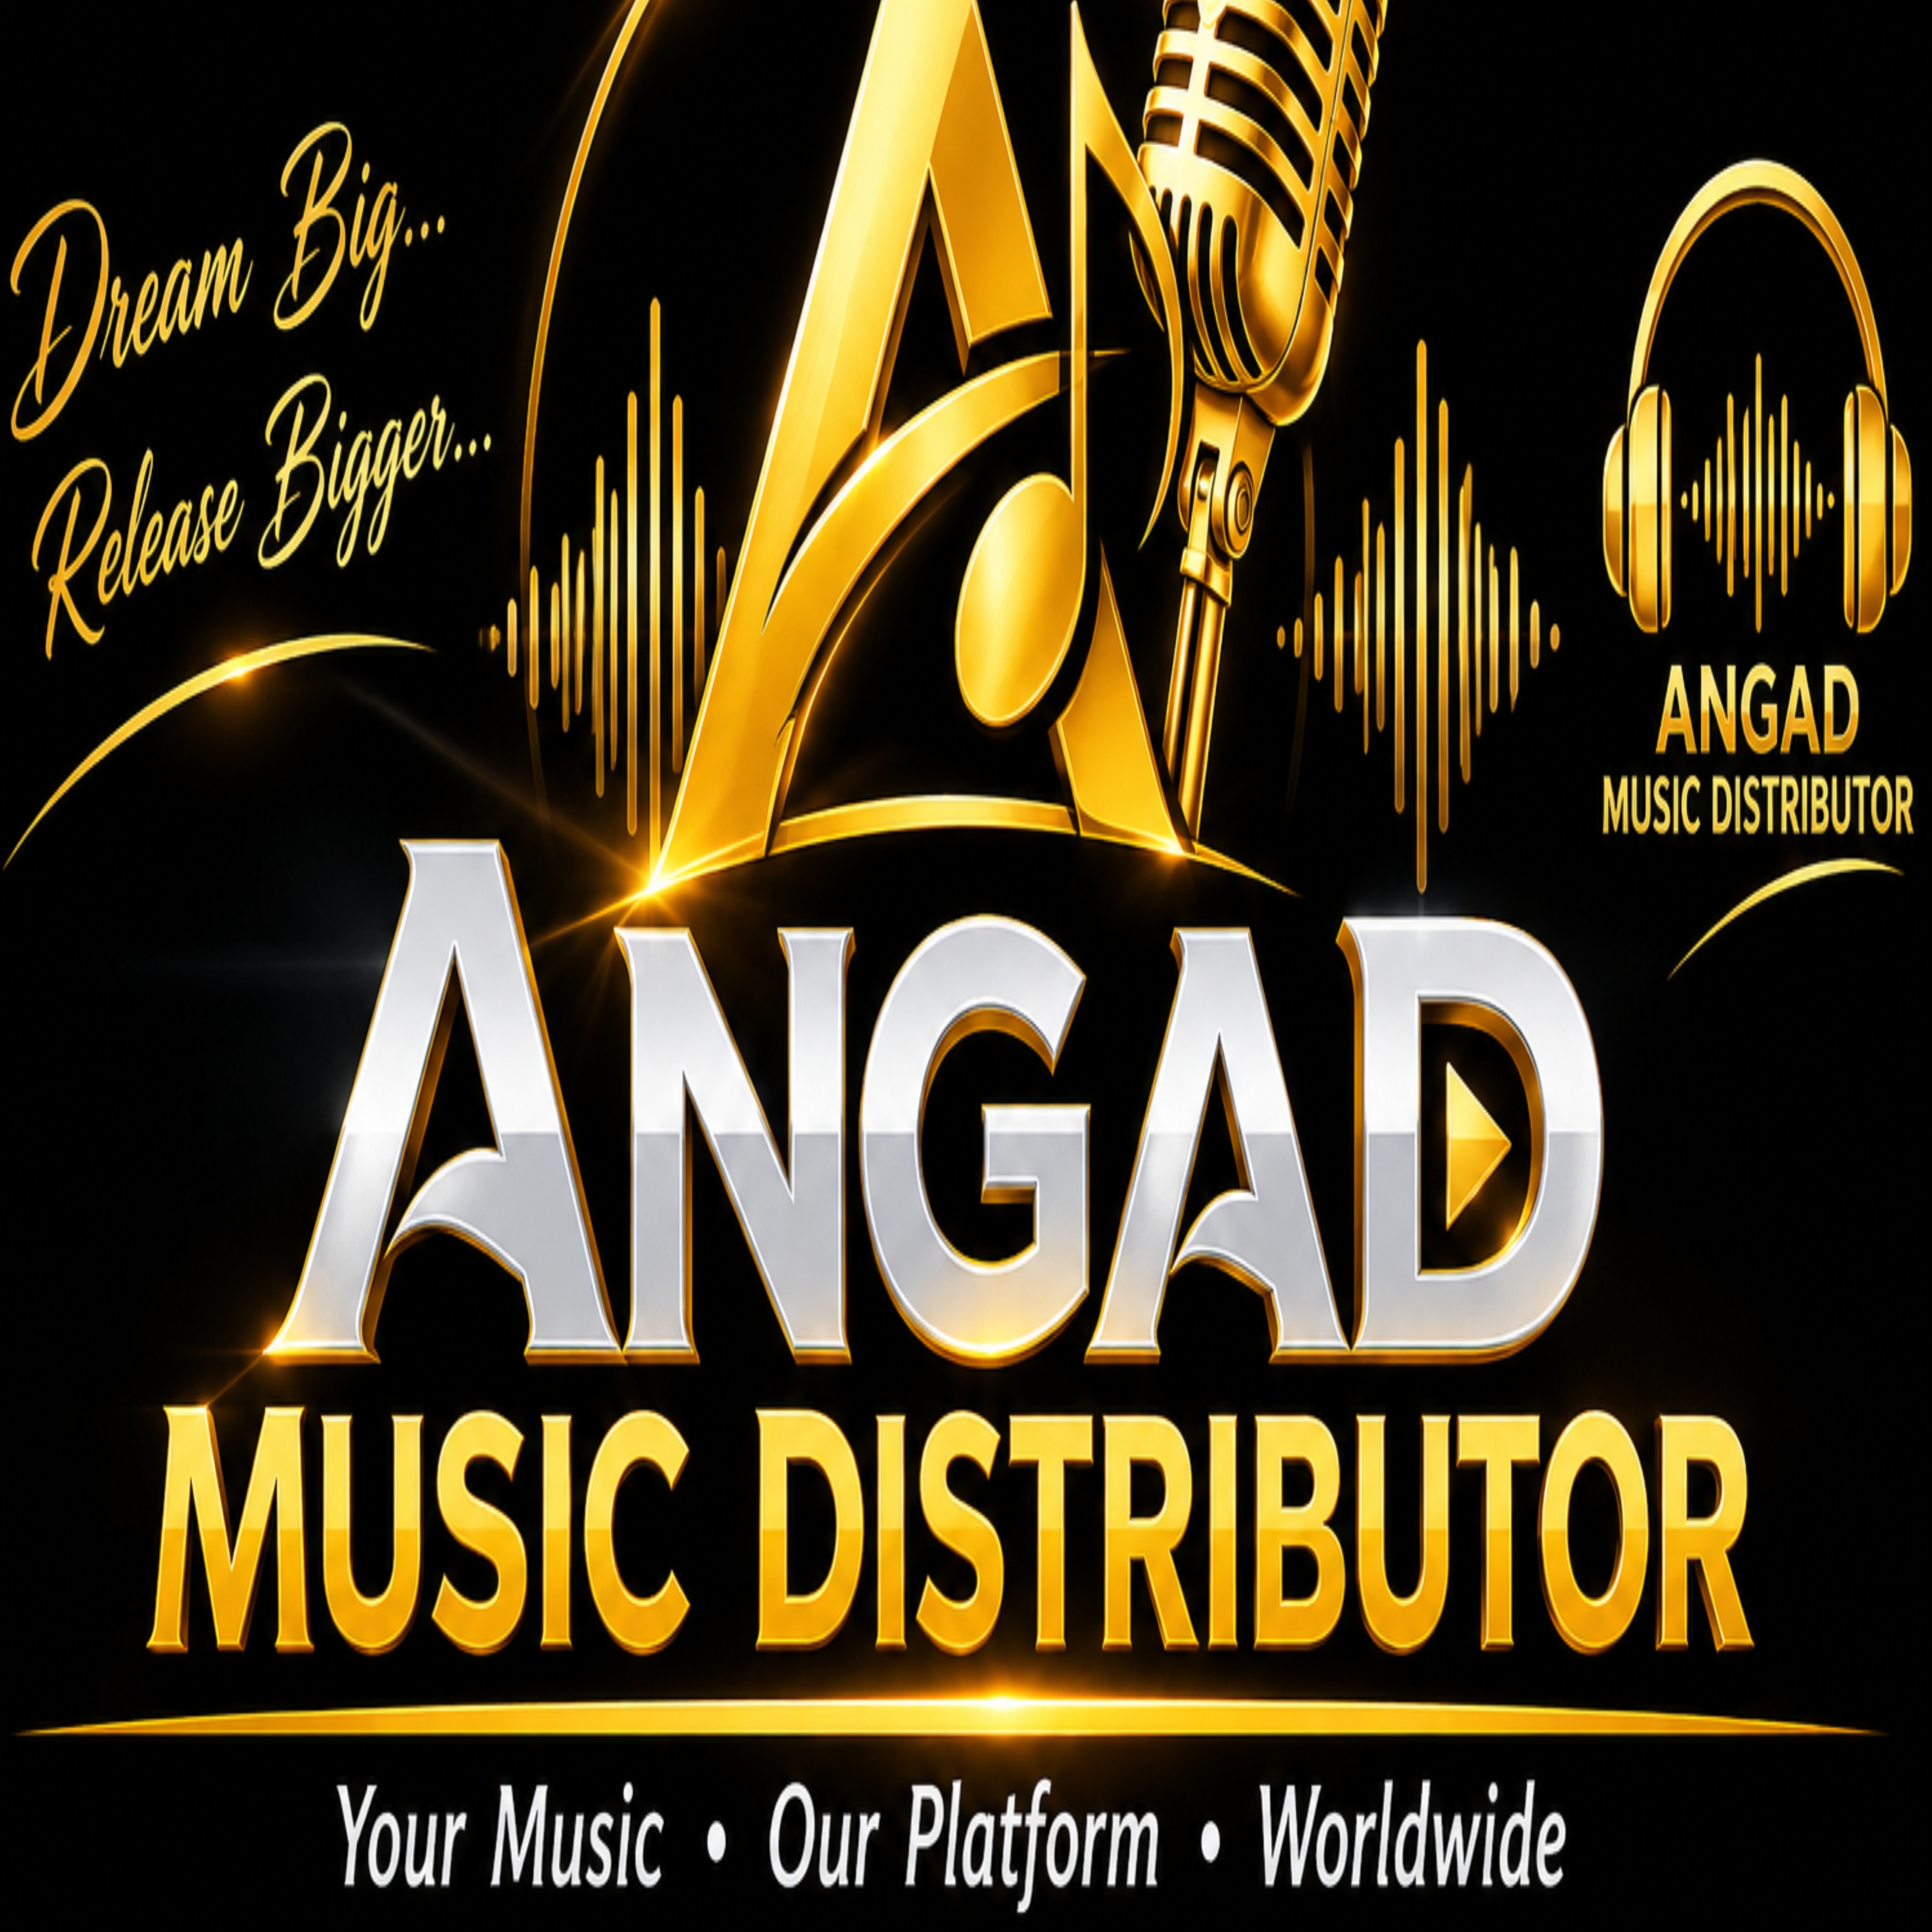 Dream Big...
Release Bigger...
ANGAD
MUSIC DISTRIBUTOR
ANGAD
MUSIC DISTRIBUTOR
Your Music • Our Platform • Worldwide